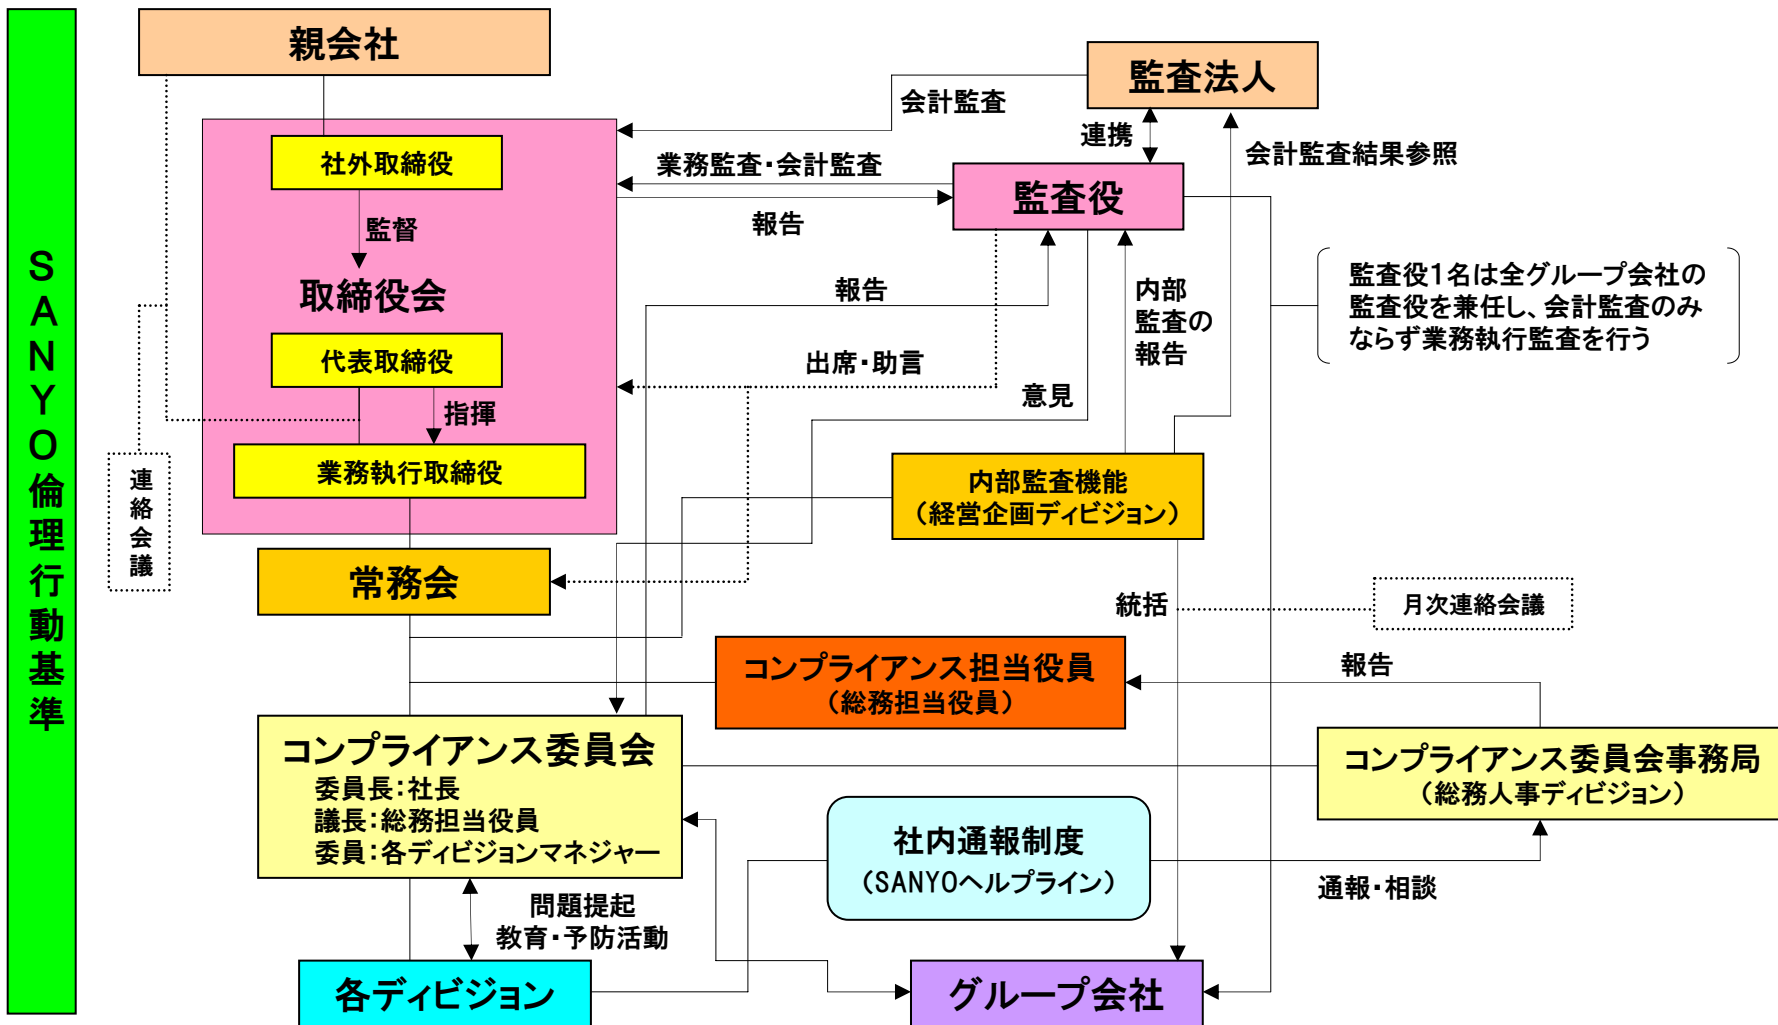 SANYO倫理行動基準
親会社
監査法人
会計監査
連携
会計監査結果参照
社外取締役
業務監査・会計監査
監査役
監督
報告
取締役会
報告
内部
監査の
報告
監査役1名は全グループ会社の
監査役を兼任し、会計監査のみ
ならず業務執行監査を行う
代表取締役
出席・助言
指揮
意見
業務執行取締役
連絡会議
内部監査機能
（経営企画ディビジョン）
常務会
統括
月次連絡会議
コンプライアンス担当役員
（総務担当役員）
報告
コンプライアンス委員会
委員長：社長
議長：総務担当役員
委員：各ディビジョンマネジャー
コンプライアンス委員会事務局
（総務人事ディビジョン）
社内通報制度
（SANYOヘルプライン）
通報・相談
問題提起
教育・予防活動
各ディビジョン
グループ会社